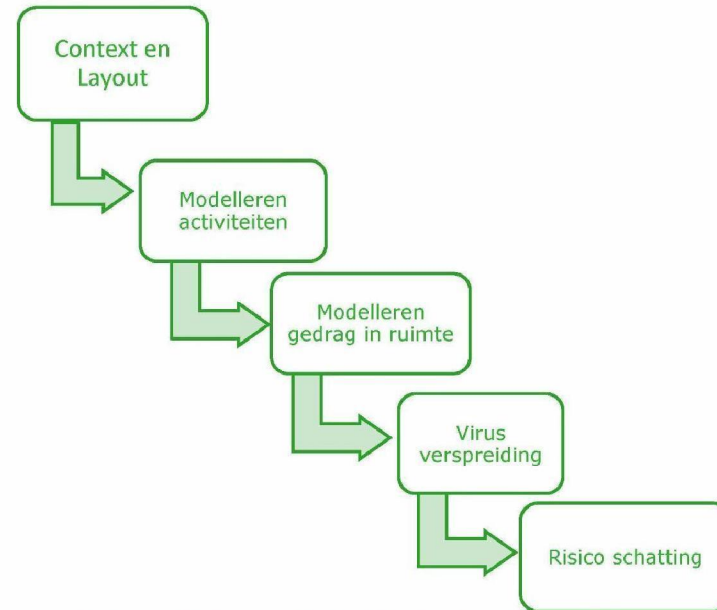 Context en
Layout
Modelleren
activiteiten
Modelleren
gedrag in ruimte
Virus
verspreiding
Risico schatting